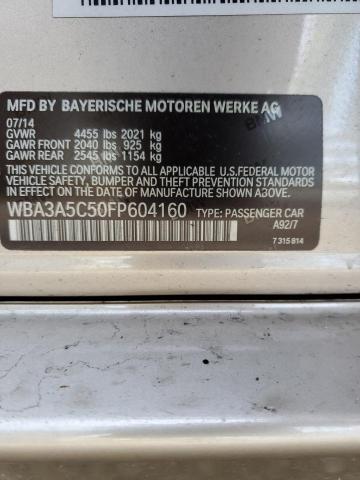 MFD BY BAYERISCHE MOTOREN WERKE AG
07/14
GVWR 4455 lbs 2021 kg
GAWR FRONT 2040 lbs 925 kg
GAWR REAR 2545 lbs 1154 kg
THIS VEHICLE CONFORMS TO ALL APPLICABLE U.S.FEDERAL
MOTOR VEHICLE SAFETY, BUMPER, AND THEFT PREVENTION
STANDARDS IN EFFECT ON THE DATE OF MANUFACTURE SHOWN ABOVE.
WBA3A5C50FP604160 TYPE: PASSENGER CAR
A92/7
7 315 814